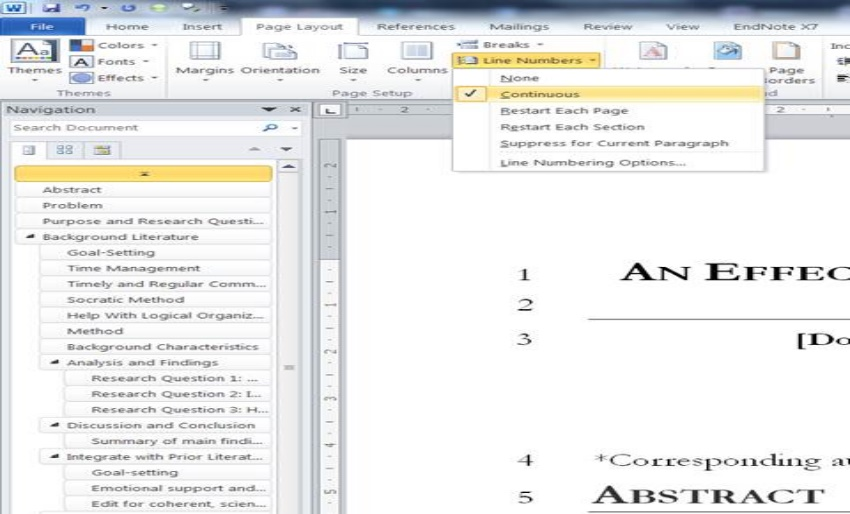 W
File Home Insert Page Layout References Mailings Review View EndNote X7
Aa Colors Breaks
A Fonts Line Numbers A
Themes Effects Margins Orientation Size Columns Page
Themes Page Setup
None
Continuous
Restart Each Page
Restart Each Section
Suppress for Current Paragraph
Line Numbering Options...
Navigation
Search Document
Abstract
Problem
Purpose and Research Questi...
Background Literature
Goal-Setting
Time Management
Timely and Regular Comm...
Socratic Method
Help With Logical Organiz...
Method
Background Characteristics
Analysis and Findings
Research Question 1: ...
Research Question 2: I...
Research Question 3: H...
Discussion and Conclusion
Summary of main findi...
Integrate with Prior Literat...
Goal-setting
Emotional support and...
Edit for coherent, scien...
1 AN EFFEC
2
3 [Do
4 *Corresponding au
5 ABSTRACT